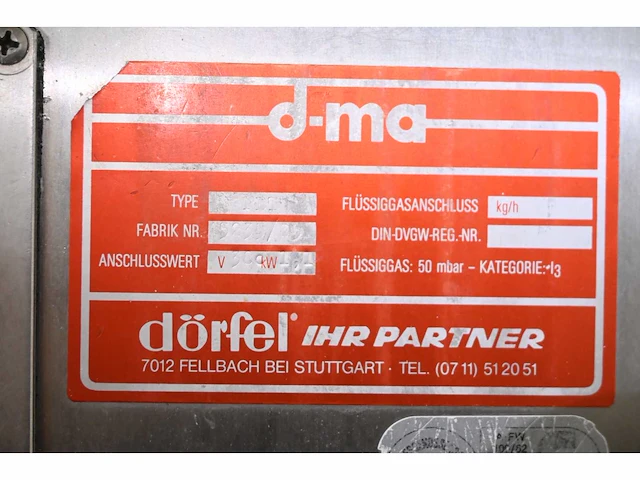 d-ma
TYPE
FLÜSSIGGASANSCHLUSS kg/h
FABRIK NR.
DIN-DVGW-REG.-NR.
ANSCHLUSSWERT V kW
FLÜSSIGGAS: 50 mbar – KATEGORIE: I3
dörfel IHR PARTNER
7012 FELLBACH BEI STUTTGART · TEL. (07 11) 51 20 51